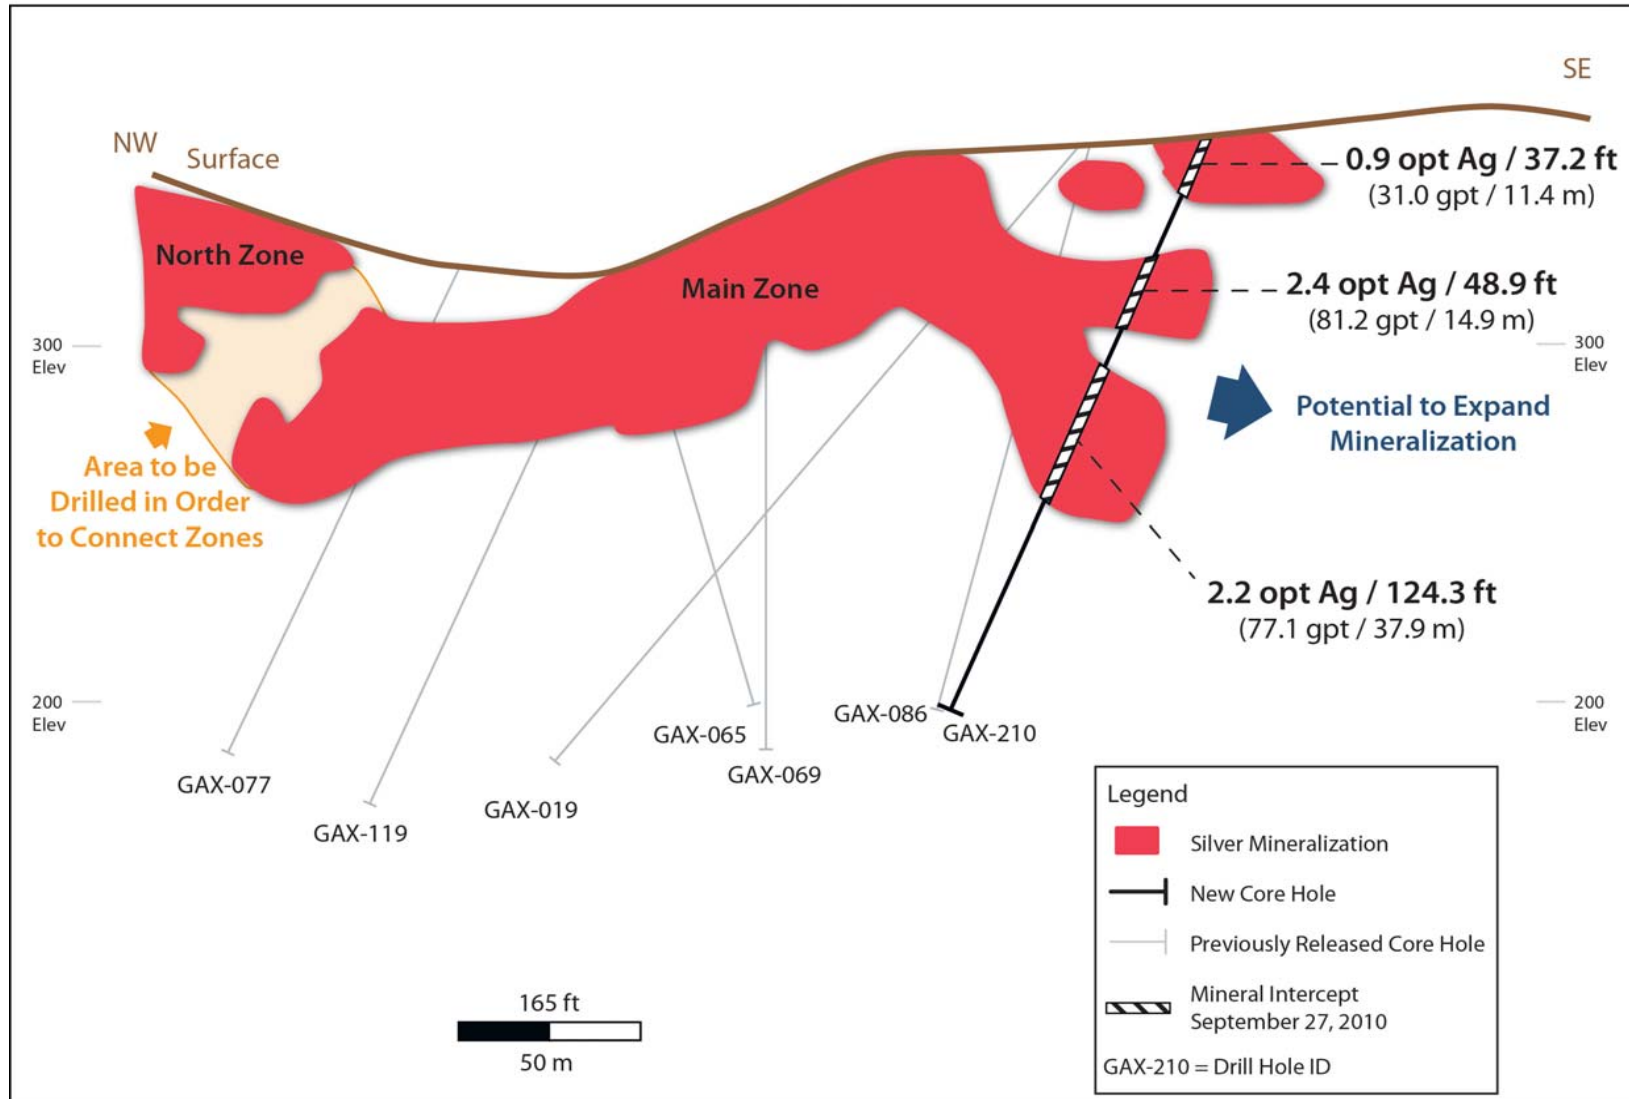 SE
NW
Surface
0.9 opt Ag / 37.2 ft
(31.0 gpt / 11.4 m)
North Zone
Main Zone
2.4 opt Ag / 48.9 ft
(81.2 gpt / 14.9 m)
300
Elev
300
Elev
Potential to Expand
Mineralization
Area to be
Drilled in Order
to Connect Zones
2.2 opt Ag / 124.3 ft
(77.1 gpt / 37.9 m)
200
Elev
200
Elev
GAX-086
GAX-210
GAX-065
GAX-069
GAX-077
GAX-019
GAX-119
Legend
Silver Mineralization
New Core Hole
Previously Released Core Hole
Mineral Intercept
September 27, 2010
GAX-210 = Drill Hole ID
165 ft
50 m